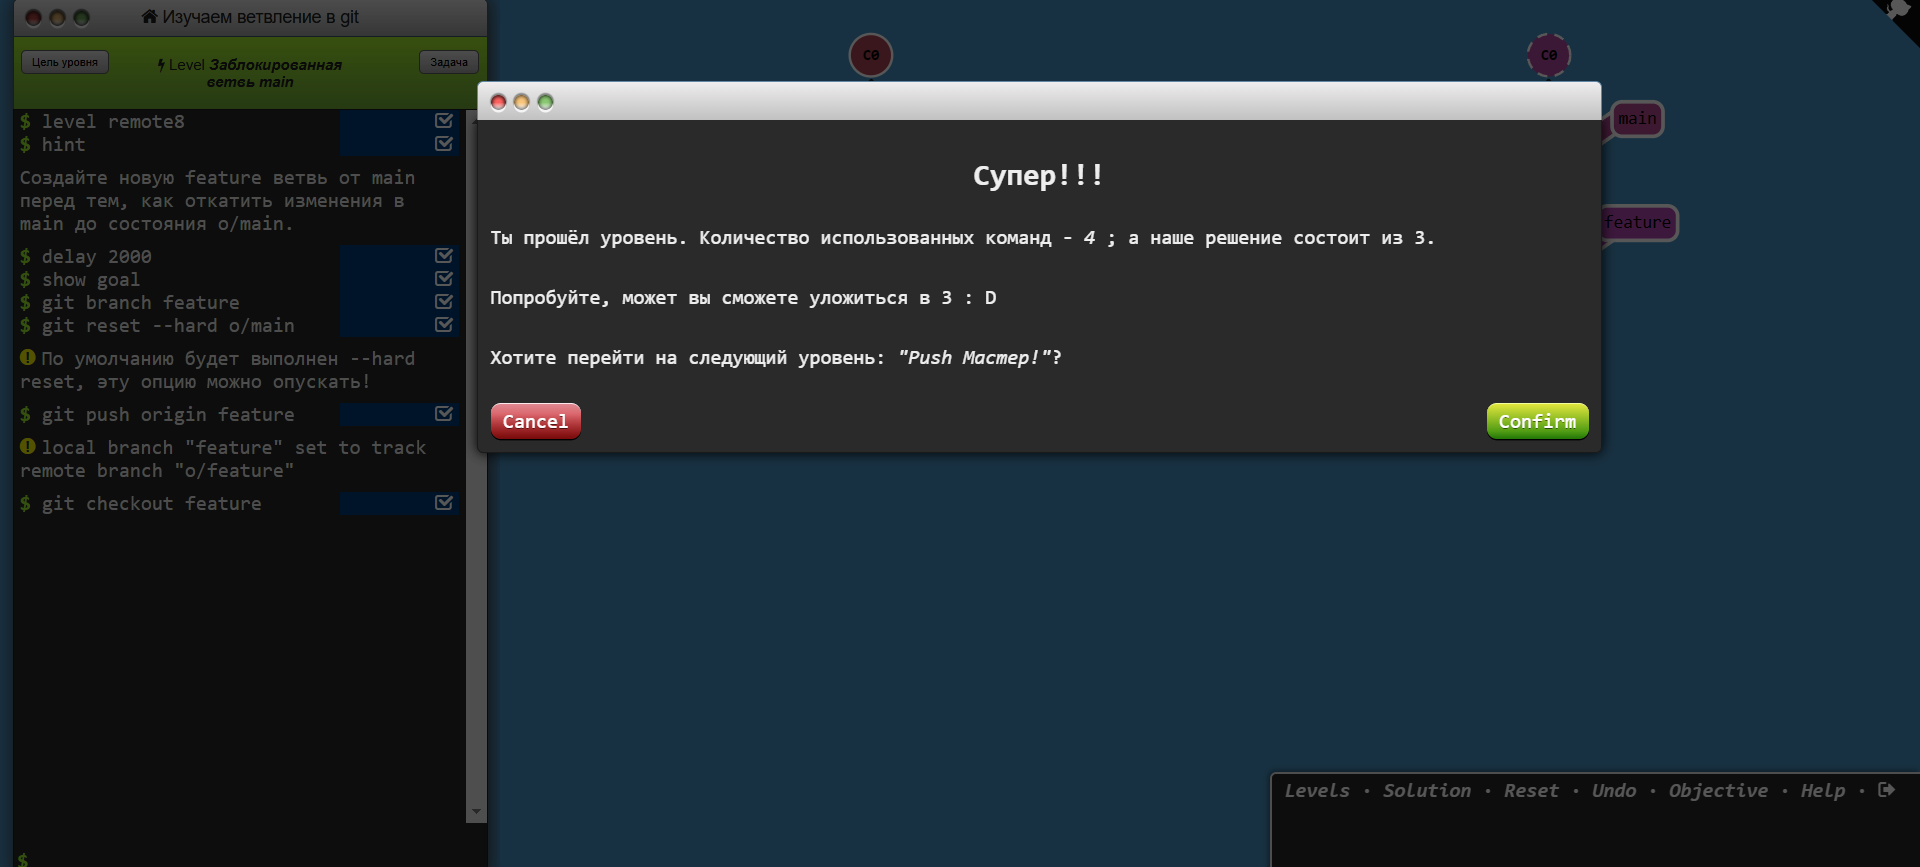 Изучаем ветвление в git
Цель уровня
Level Заблокированная
ветвь main
Задача
$ level remote8
$ hint
Создайте новую feature ветвь от main
перед тем, как откатить изменения в
main до состояния o/main.
$ delay 2000
$ show goal
$ git branch feature
$ git reset --hard o/main
По умолчанию будет выполнен --hard
reset, эту опцию можно опускать!
$ git push origin feature
local branch "feature" set to track
remote branch "o/feature"
$ git checkout feature
$
C0
C0
main
feature
Супер!!!
Ты прошёл уровень. Количество использованных команд - 4 ; а наше решение состоит из 3.
Попробуйте, может вы сможете уложиться в 3 : D
Хотите перейти на следующий уровень: "Push Мастер!"?
Cancel
Confirm
Levels · Solution · Reset · Undo · Objective · Help ·